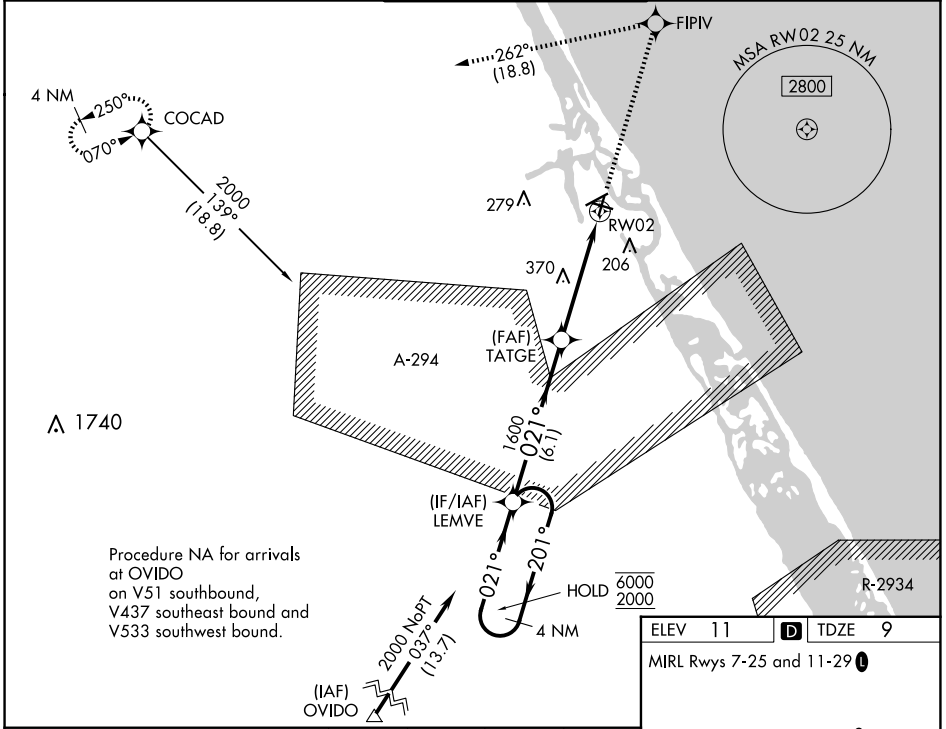 FIPIV
262°
(18.8)
MSA RW02 25 NM
2800
4 NM
250°
070°
COCAD
2000
139°
(18.8)
279
RW02
206
370
(FAF)
TATGE
A-294
1740
1600
021°
(6.1)
(IF/IAF)
LEMVE
021°
201°
HOLD
6000
2000
4 NM
R-2934
Procedure NA for arrivals
at OVIDO
on V51 southbound,
V437 southeast bound and
V533 southwest bound.
2000 NoPT
037°
(13.7)
(IAF)
OVIDO
ELEV 11 D TDZE 9
MIRL Rwys 7-25 and 11-29 L